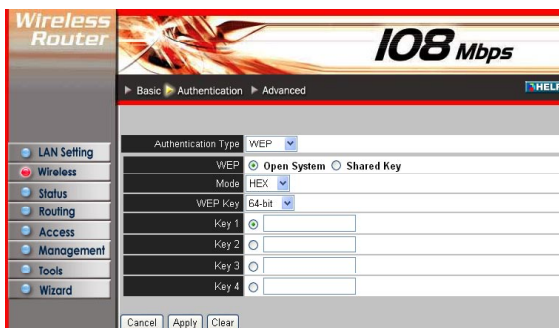 Wireless
Router
108 Mbps
Basic Authentication Advanced
HELP
LAN Setting
Wireless
Status
Routing
Access
Management
Tools
Wizard
Authentication Type WEP
WEP Open System Shared Key
Mode HEX
WEP Key 64-bit
Key 1
Key 2
Key 3
Key 4
Cancel Apply Clear